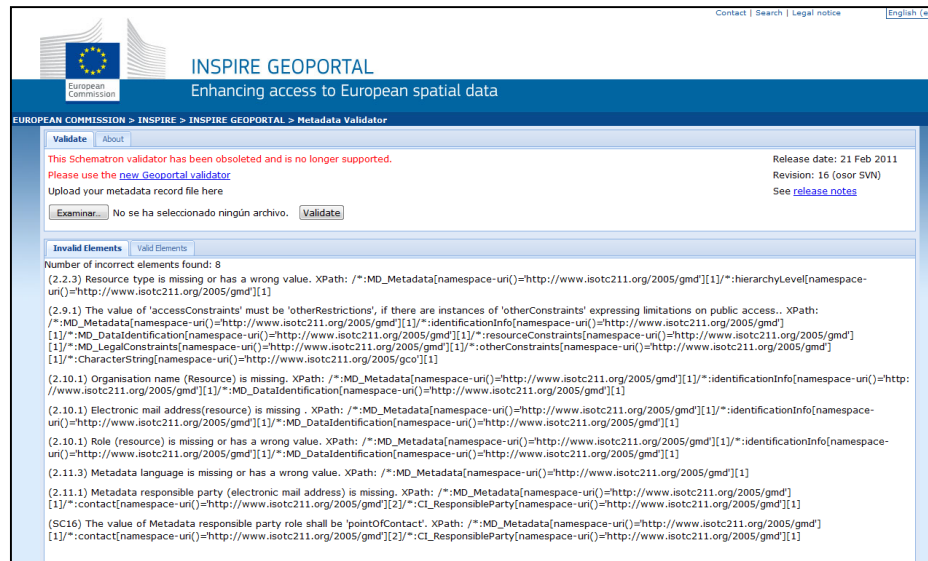 Contact | Search | Legal notice
English (e
European
Commission
INSPIRE GEOPORTAL
Enhancing access to European spatial data
EUROPEAN COMMISSION > INSPIRE > INSPIRE GEOPORTAL > Metadata Validator
Validate About
This Schematron validator has been obsoleted and is no longer supported.
Release date: 21 Feb 2011
Please use the new Geoportal validator
Revision: 16 (osor SVN)
Upload your metadata record file here
See release notes
Examinar... No se ha seleccionado ningún archivo. Validate
Invalid Elements Valid Elements
Number of incorrect elements found: 8
(2.2.3) Resource type is missing or has a wrong value. XPath: /*:MD_Metadata[namespace-uri()='http://www.isotc211.org/2005/gmd'][1]/*:hierarchyLevel[namespace-
uri()='http://www.isotc211.org/2005/gmd'][1]
(2.9.1) The value of 'accessConstraints' must be 'otherRestrictions', if there are instances of 'otherConstraints' expressing limitations on public access.. XPath:
/*:MD_Metadata[namespace-uri()='http://www.isotc211.org/2005/gmd'][1]/*:identificationInfo[namespace-uri()='http://www.isotc211.org/2005/gmd']
[1]/*:MD_DataIdentification[namespace-uri()='http://www.isotc211.org/2005/gmd'][1]/*:resourceConstraints[namespace-uri()='http://www.isotc211.org/2005/gmd']
[1]/*:MD_LegalConstraints[namespace-uri()='http://www.isotc211.org/2005/gmd'][1]/*:otherConstraints[namespace-uri()='http://www.isotc211.org/2005/gmd']
[1]/*:CharacterString[namespace-uri()='http://www.isotc211.org/2005/gco'][1]
(2.10.1) Organisation name (Resource) is missing. XPath: /*:MD_Metadata[namespace-uri()='http://www.isotc211.org/2005/gmd'][1]/*:identificationInfo[namespace-uri()='http:
//www.isotc211.org/2005/gmd'][1]/*:MD_DataIdentification[namespace-uri()='http://www.isotc211.org/2005/gmd'][1]
(2.10.1) Electronic mail address(resource) is missing . XPath: /*:MD_Metadata[namespace-uri()='http://www.isotc211.org/2005/gmd'][1]/*:identificationInfo[namespace-
uri()='http://www.isotc211.org/2005/gmd'][1]/*:MD_DataIdentification[namespace-uri()='http://www.isotc211.org/2005/gmd'][1]
(2.10.1) Role (resource) is missing or has a wrong value. XPath: /*:MD_Metadata[namespace-uri()='http://www.isotc211.org/2005/gmd'][1]/*:identificationInfo[namespace-
uri()='http://www.isotc211.org/2005/gmd'][1]/*:MD_DataIdentification[namespace-uri()='http://www.isotc211.org/2005/gmd'][1]
(2.11.3) Metadata language is missing or has a wrong value. XPath: /*:MD_Metadata[namespace-uri()='http://www.isotc211.org/2005/gmd'][1]
(2.11.1) Metadata responsible party (electronic mail address) is missing. XPath: /*:MD_Metadata[namespace-uri()='http://www.isotc211.org/2005/gmd']
[1]/*:contact[namespace-uri()='http://www.isotc211.org/2005/gmd'][2]/*:CI_ResponsibleParty[namespace-uri()='http://www.isotc211.org/2005/gmd'][1]
(SC16) The value of Metadata responsible party role shall be 'pointOfContact'. XPath: /*:MD_Metadata[namespace-uri()='http://www.isotc211.org/2005/gmd']
[1]/*:contact[namespace-uri()='http://www.isotc211.org/2005/gmd'][2]/*:CI_ResponsibleParty[namespace-uri()='http://www.isotc211.org/2005/gmd'][1]